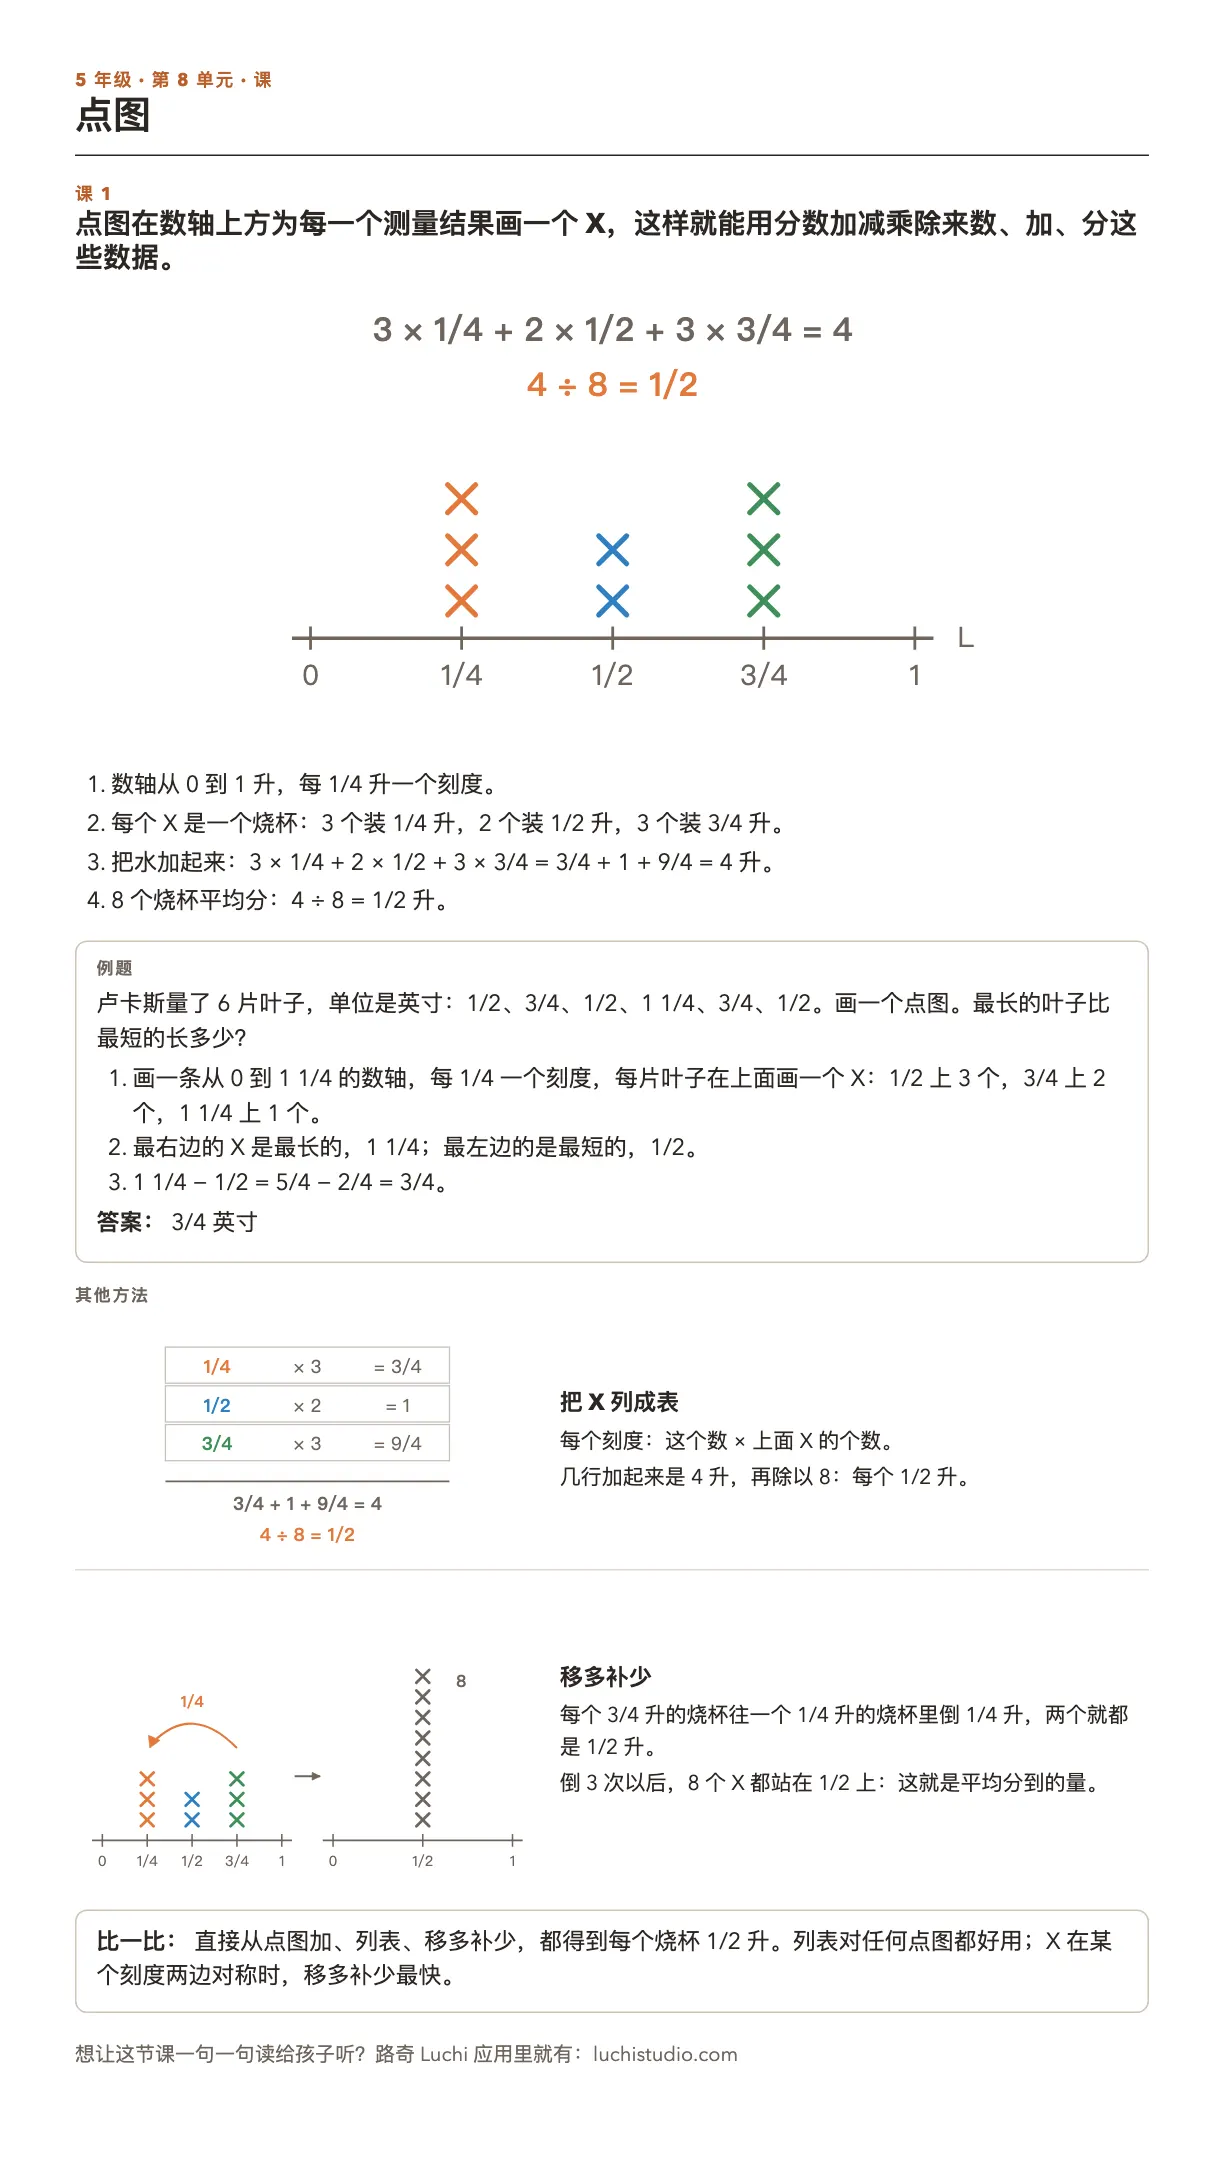 5 年级 · 第 8 单元 · 课
点图
课 1
点图在数轴上方为每一个测量结果画一个 X，这样就能用分数加减乘除来数、加、分这
些数据。
3 × 1/4 + 2 × 1/2 + 3 × 3/4 = 4
4 ÷ 8 = 1/2
L
0 1/4 1/2 3/4 1
1. 数轴从 0 到 1 升，每 1/4 升一个刻度。
2. 每个 X 是一个烧杯：3 个装 1/4 升，2 个装 1/2 升，3 个装 3/4 升。
3. 把水加起来：3 × 1/4 + 2 × 1/2 + 3 × 3/4 = 3/4 + 1 + 9/4 = 4 升。
4. 8 个烧杯平均分：4 ÷ 8 = 1/2 升。
例题
卢卡斯量了 6 片叶子，单位是英寸：1/2、3/4、1/2、1 1/4、3/4、1/2。画一个点图。最长的叶子比
最短的长多少？
1. 画一条从 0 到 1 1/4 的数轴，每 1/4 一个刻度，每片叶子在上面画一个 X：1/2 上 3 个，3/4 上 2
个，1 1/4 上 1 个。
2. 最右边的 X 是最长的，1 1/4；最左边的是最短的，1/2。
3. 1 1/4 − 1/2 = 5/4 − 2/4 = 3/4。
答案： 3/4 英寸
其他方法
1/4 × 3 = 3/4
1/2 × 2 = 1
3/4 × 3 = 9/4
3/4 + 1 + 9/4 = 4
4 ÷ 8 = 1/2
把 X 列成表
每个刻度：这个数 × 上面 X 的个数。
几行加起来是 4 升，再除以 8：每个 1/2 升。
1/4
0 1/4 1/2 3/4 1
8
0 1/2 1
移多补少
每个 3/4 升的烧杯往一个 1/4 升的烧杯里倒 1/4 升，两个就都
是 1/2 升。
倒 3 次以后，8 个 X 都站在 1/2 上：这就是平均分到的量。
比一比： 直接从点图加、列表、移多补少，都得到每个烧杯 1/2 升。列表对任何点图都好用；X 在某
个刻度两边对称时，移多补少最快。
想让这节课一句一句读给孩子听？路奇 Luchi 应用里就有：luchistudio.com